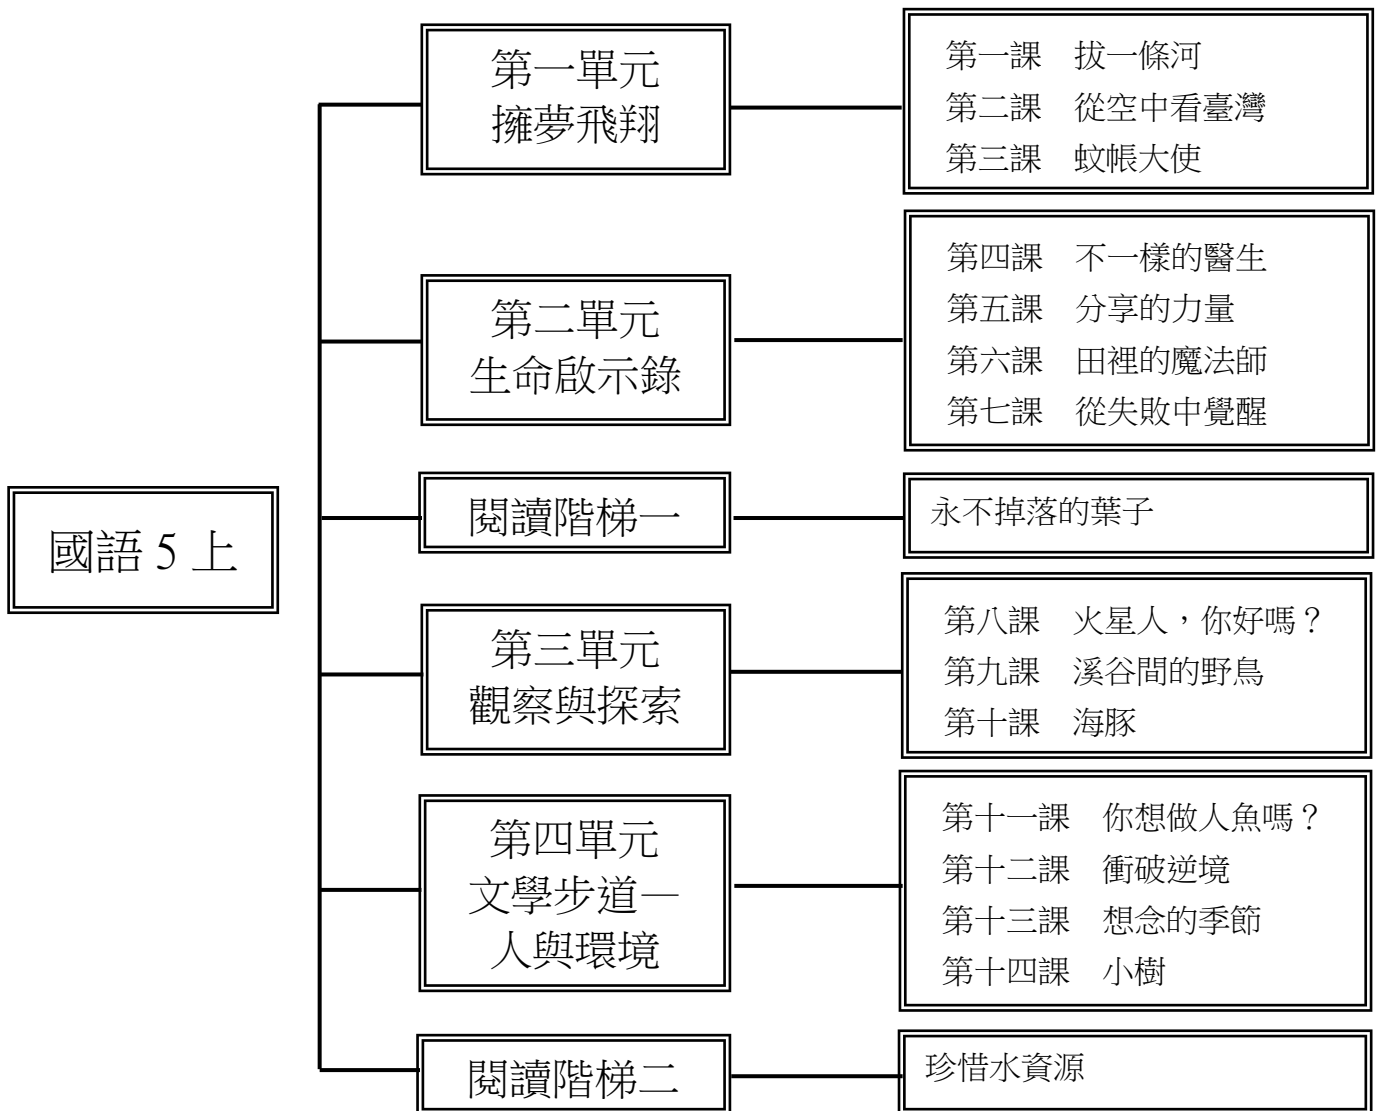 國語 5 上
第一單元
擁夢飛翔
第一課 拔一條河
第二課 從空中看臺灣
第三課 蚊帳大使
第二單元
生命啟示錄
第四課 不一樣的醫生
第五課 分享的力量
第六課 田裡的魔法師
第七課 從失敗中覺醒
閱讀階梯一
永不掉落的葉子
第三單元
觀察與探索
第八課 火星人，你好嗎？
第九課 溪谷間的野鳥
第十課 海豚
第四單元
文學步道—
人與環境
第十一課 你想做人魚嗎？
第十二課 衝破逆境
第十三課 想念的季節
第十四課 小樹
閱讀階梯二
珍惜水資源